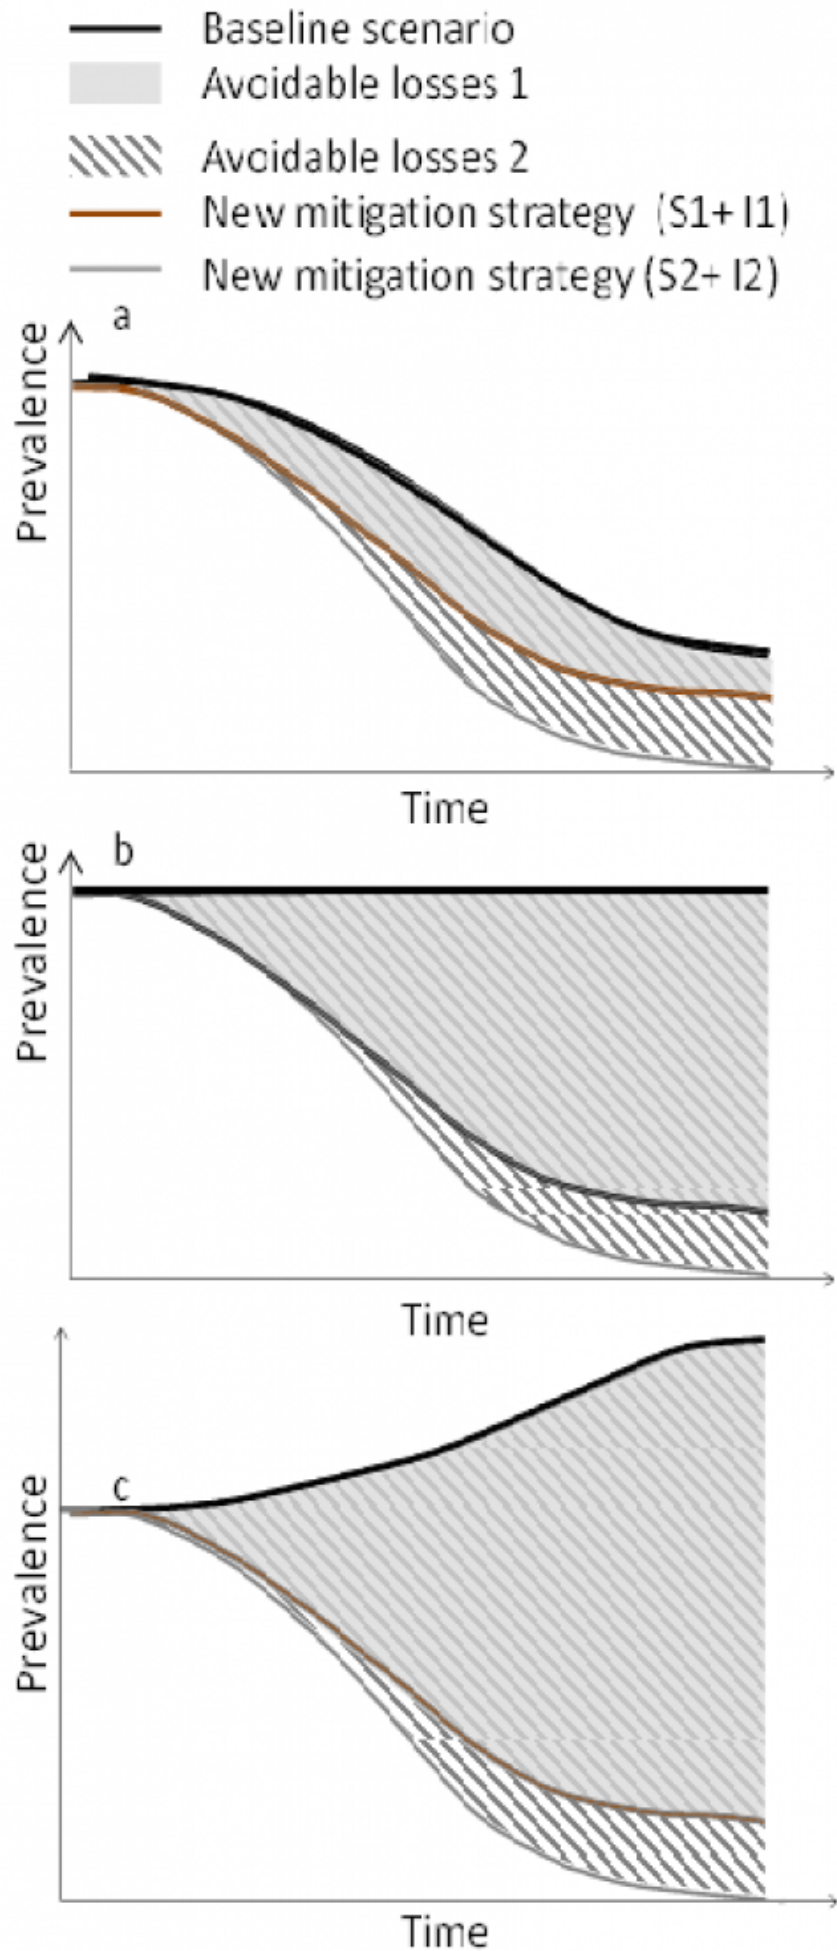 Baseline scenario
Avoidable losses 1
Avoidable losses 2
New mitigation strategy (S1+ I1)
New mitigation strategy (S2+ I2)
a
Prevalence
Time
b
Prevalence
Time
c
Prevalence
Time